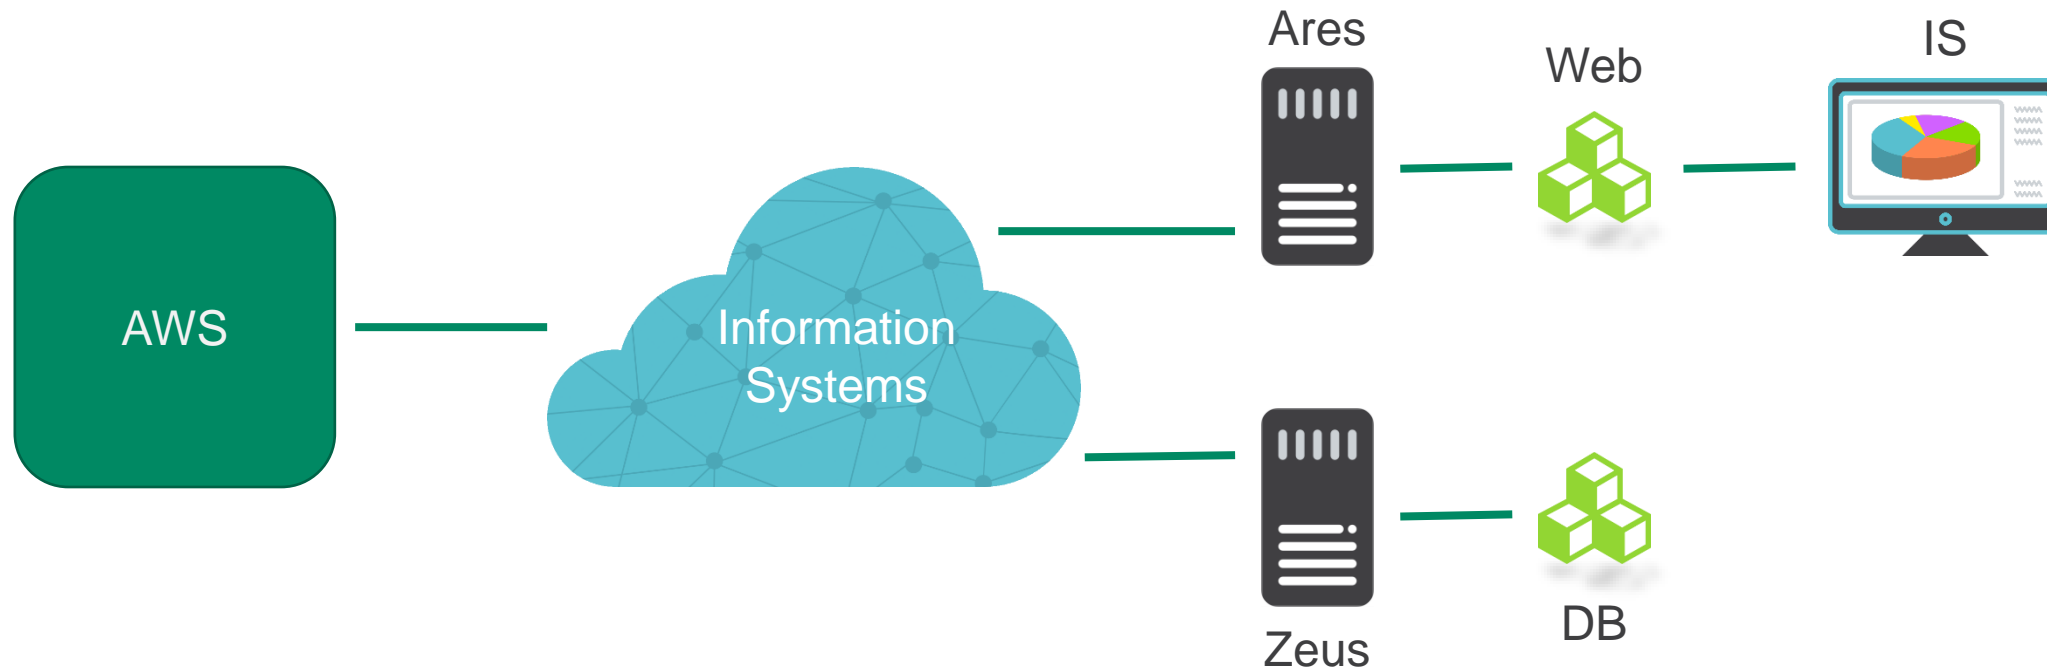 Ares
Web
IS
AWS
Information
Systems
Zeus
DB